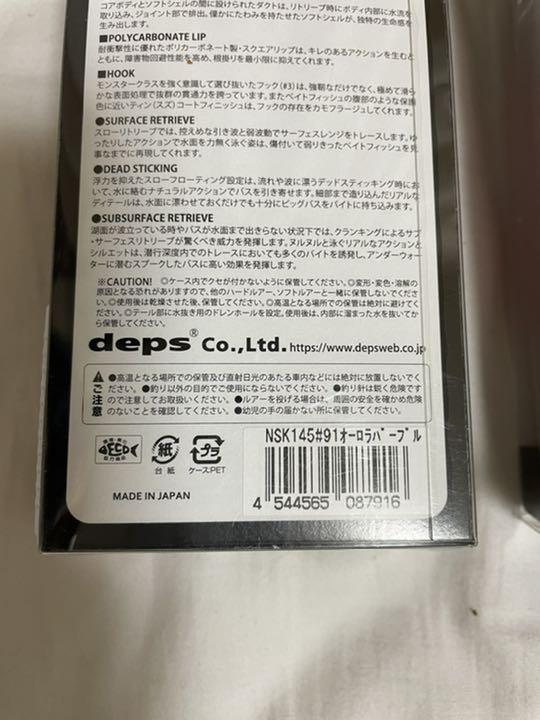 コアボディとソフトシェルの間に設けられたダクトは、リトリーブ時にボディ内部に水流を
取り込み、ジョイント部で排出。僅かにたわみを持たせたソフトシェルが、独特の生命感を
生み出します。
■POLYCARBONATE LIP
耐衝撃性に優れたポリカーボネート製・スクエアリップは、キレのあるアクションを生むと
ともに、障害物回避性能を高め、根掛りを最小限に抑えてくれます。
■HOOK
モンスタークラスを強く意識して選び抜いたフック(#3)は、強靭なだけでなく、極めて滑ら
かな表面処理で抜群の貫通力を誇っています。またベイトフィッシュの腹部のような保護
色に近いティン(スズ)コートフィニッシュは、フックの存在をカモフラージュしてくれます。
●SURFACE RETRIEVE
スローリトリーブでは、控えめな引き波と弱波動でサーフェスレンジをトレースします。ゆ
ったりしたアクションで水面を力無く泳ぐ姿は、傷付いて弱りきったベイトフィッシュを見
事なまでに再現してくれます。
●DEAD STICKING
浮力を抑えたスローフローティング設定は、流れや波に漂うデッドスティッキング時にお
いて、水に絡むナチュラルアクションでバスを引き寄せます。細部まで造り込んだリアルな
ディテールは、水面に漂わせておくだけでも十分にビッグバスをバイトに持ち込みます。
●SUBSURFACE RETRIEVE
湖面が波立っている時やバスが水面まで出きらない状況下では、クランキングによるサブ
・サーフェスリトリーブが驚くべき威力を発揮します。ヌルヌルと泳ぐリアルなアクションと
シルエットは、潜行深度内でのトレースにおいても多くのバイトを誘発し、アンダーウォー
ターに潜むスプークしたバスに高い効果を発揮します。
※CAUTION! ◎ケース内でクセが付かないように保管してください。◎変形・変色・溶解の
原因となる恐れがありますので、他のハードルアー、ソフトルアーと一緒に保管しないでくださ
い。◎使用後は乾燥させた後、保管してください。◎高温となる場所での保管は絶対に避けてくだ
さい。◎テール部に水抜き用のドレンホールを設定。使用後は、内部に溜まった水を抜いてか
ら保管してください。
deps® Co.,Ltd. https://www.depsweb.co.jp
ご注意
●高温となる場所での保管及び直射日光のあたる車内などには絶対に放置しないでく
ださい。●釣り以外の目的でご使用にならないでください。●釣り針は鋭く危険です
ので注意してお取扱いください。●ルアーを投げる場合は、周囲の安全を確かめ危険
のないことを確認してください。●幼児の手の届かない所に保管してください。
ECO
紙
台 紙
プラ
ケースPET
MADE IN JAPAN
NSK145#91オーロラパープル
4 544565 087916